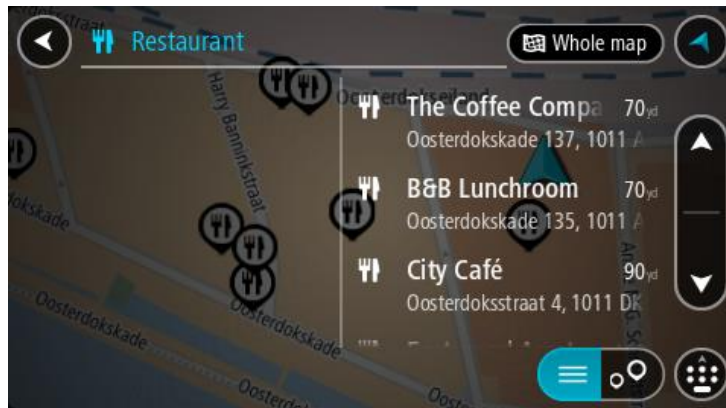 Restaurant
Whole map
Oosterdokseiland
Harry Banninkstraat
The Coffee Compa 70yd
Oosterdokskade 137, 1011 A
B&B Lunchroom 70yd
Oosterdokskade 135, 1011 A
City Café 90yd
Oosterdoksstraat 4, 1011 DK
Oosterdokskade
Oosterdokskade